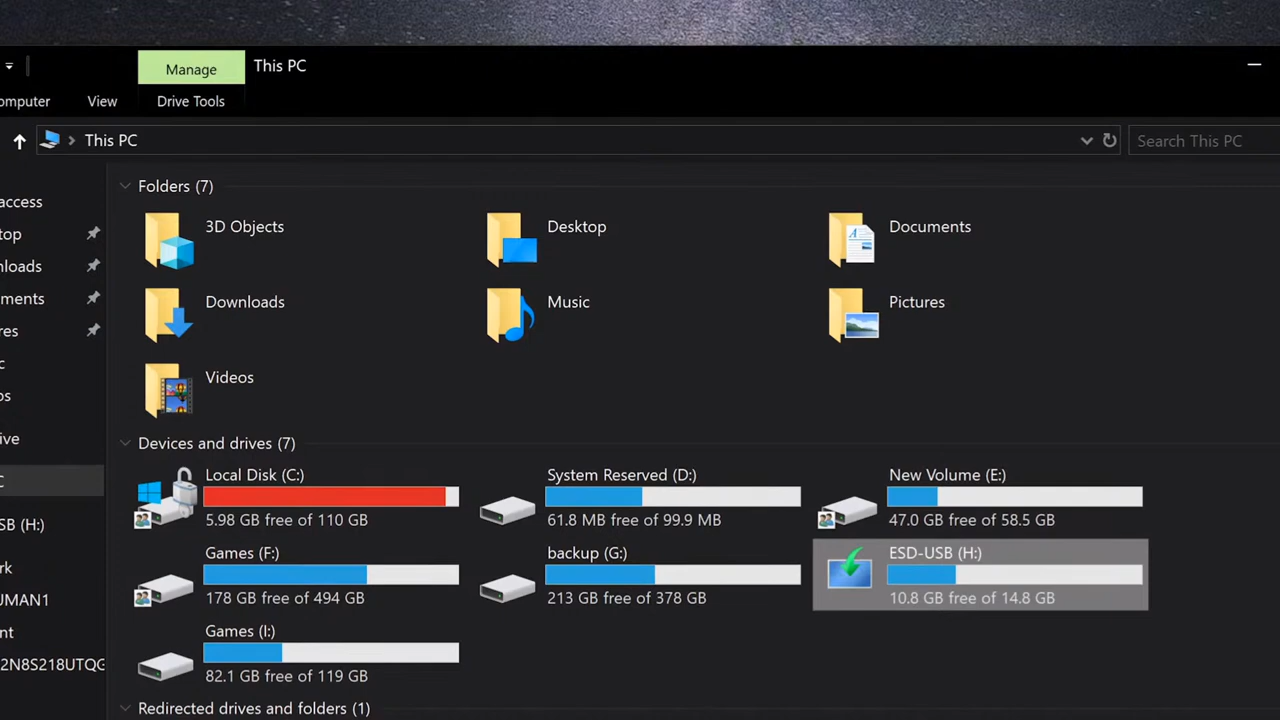 Manage
This PC
omputer
View
Drive Tools
This PC
Search This PC
access
top
nloads
ments
res
c
os
ive
C
SB (H:)
rk
UMAN1
nt
2N8S218UTQG
Folders (7)
3D Objects
Desktop
Documents
Downloads
Music
Pictures
Videos
Devices and drives (7)
Local Disk (C:)
5.98 GB free of 110 GB
System Reserved (D:)
61.8 MB free of 99.9 MB
New Volume (E:)
47.0 GB free of 58.5 GB
Games (F:)
178 GB free of 494 GB
backup (G:)
213 GB free of 378 GB
ESD-USB (H:)
10.8 GB free of 14.8 GB
Games (I:)
82.1 GB free of 119 GB
Redirected drives and folders (1)